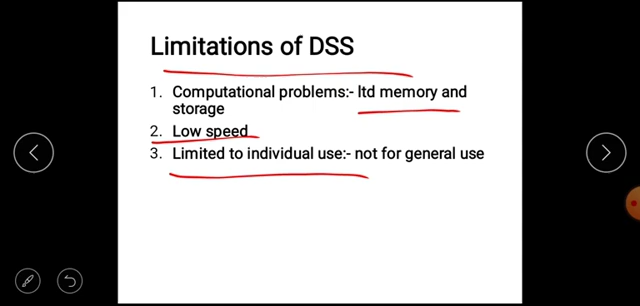 Limitations of DSS
1. Computational problems:- ltd memory and
storage
2. Low speed
3. Limited to individual use:- not for general use